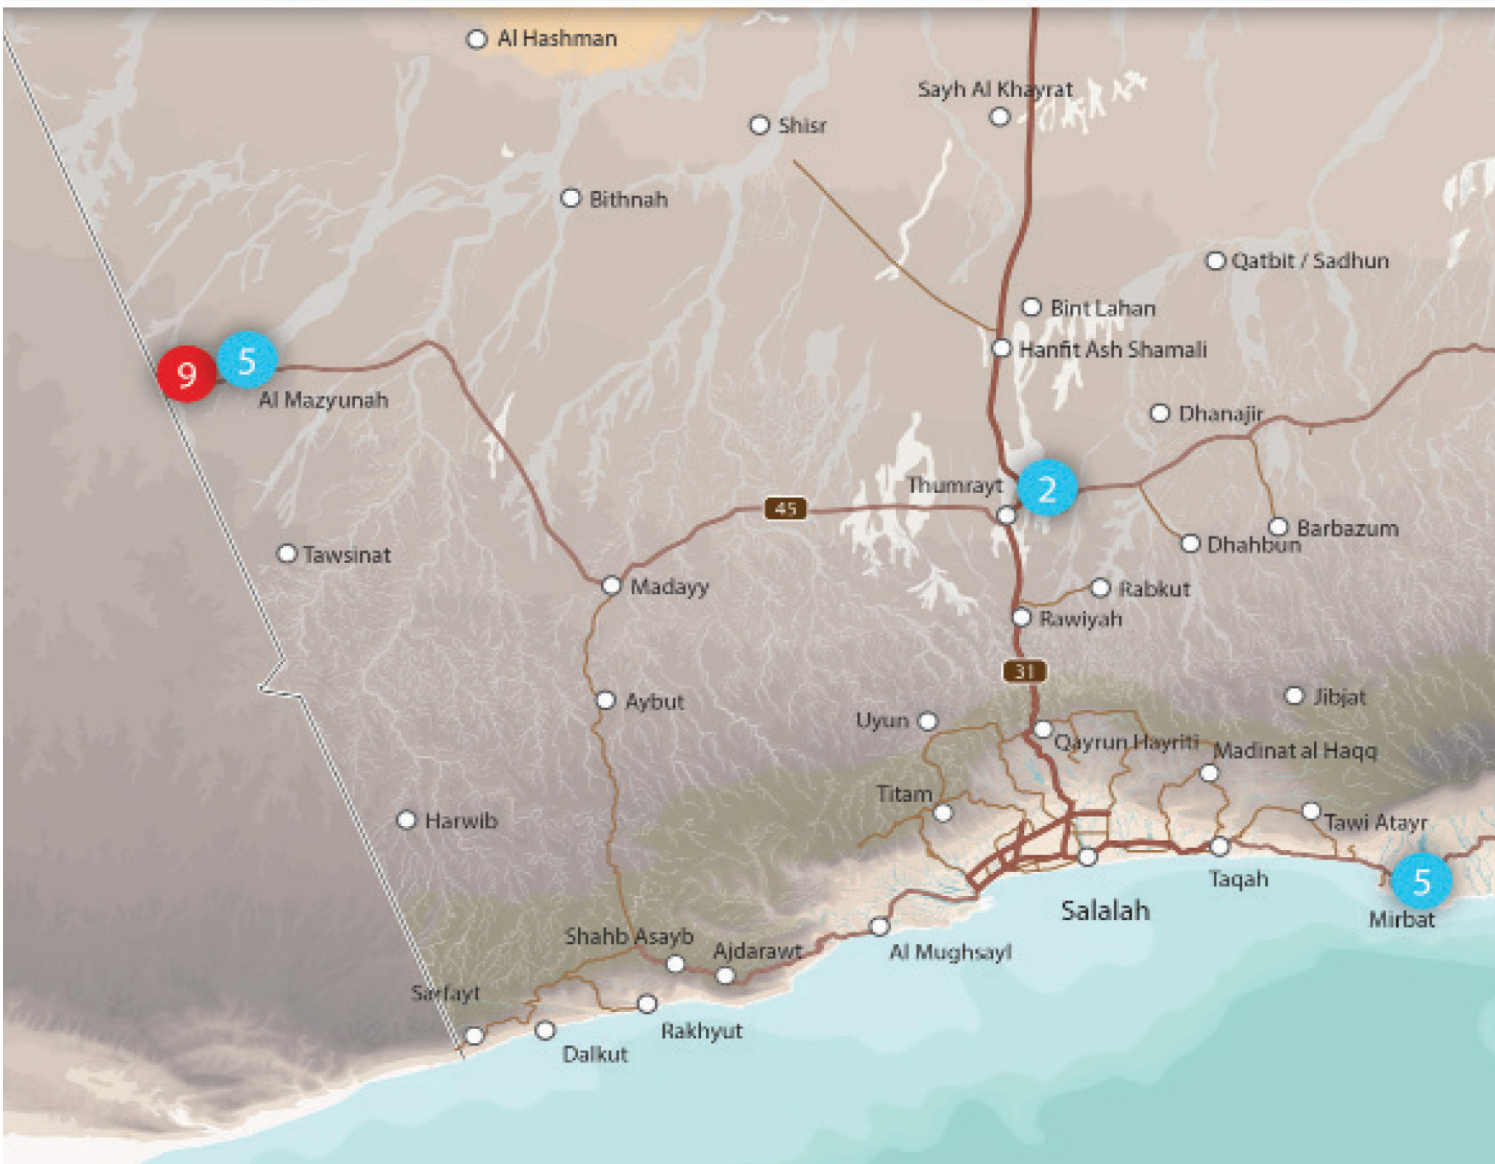 Al Hashman
Sayh Al Khayrat
Shisr
Bithnah
Qatbit / Sadhun
Bint Lahan
Hanfit Ash Shamali
9
5
Al Mazyunah
Dhanajir
Thumrayt
2
45
Barbazum
Dhahbun
Tawsinat
Madayy
Rabkut
Rawiyah
31
Jibjat
Aybut
Uyun
Qayrun Hayriti
Madinat al Haqq
Titam
Harwib
Tawi Atayr
Taqah
5
Salalah
Mirbat
Shahb Asayb
Ajdarawt
Al Mughsayl
Sarfayt
Rakhyut
Dalkut